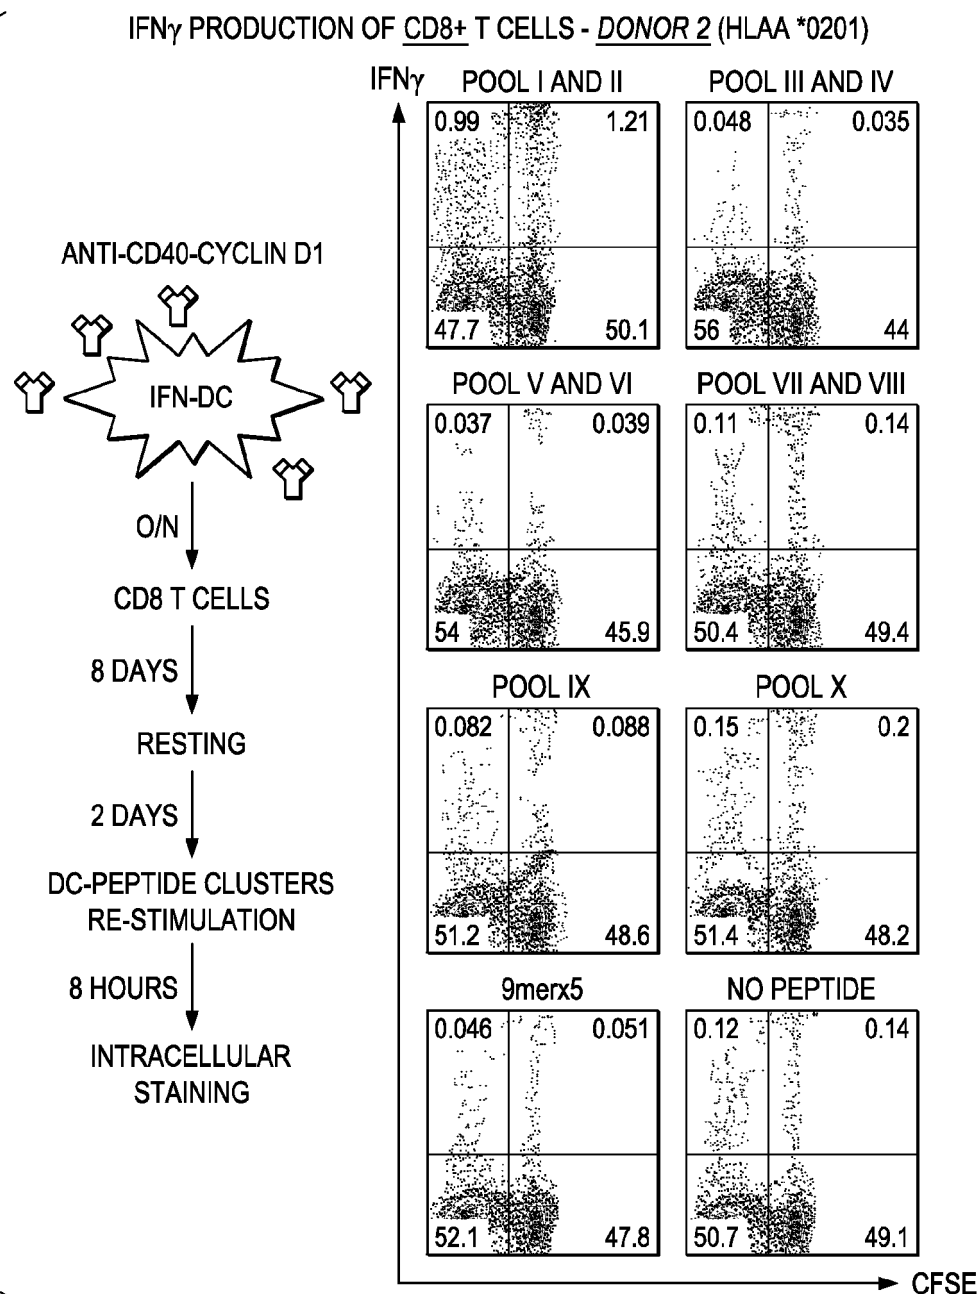 IFNγ PRODUCTION OF CD8+ T CELLS - DONOR 2 (HLAA *0201)
ANTI-CD40-CYCLIN D1
IFN-DC
O/N
CD8 T CELLS
8 DAYS
RESTING
2 DAYS
DC-PEPTIDE CLUSTERS
RE-STIMULATION
8 HOURS
INTRACELLULAR
STAINING
IFNγ
POOL I AND II
0.99 1.21
47.7 50.1
POOL III AND IV
0.048 0.035
56 44
POOL V AND VI
0.037 0.039
54 45.9
POOL VII AND VIII
0.11 0.14
50.4 49.4
POOL IX
0.082 0.088
51.2 48.6
POOL X
0.15 0.2
51.4 48.2
9merx5
0.046 0.051
52.1 47.8
NO PEPTIDE
0.12 0.14
50.7 49.1
CFSE